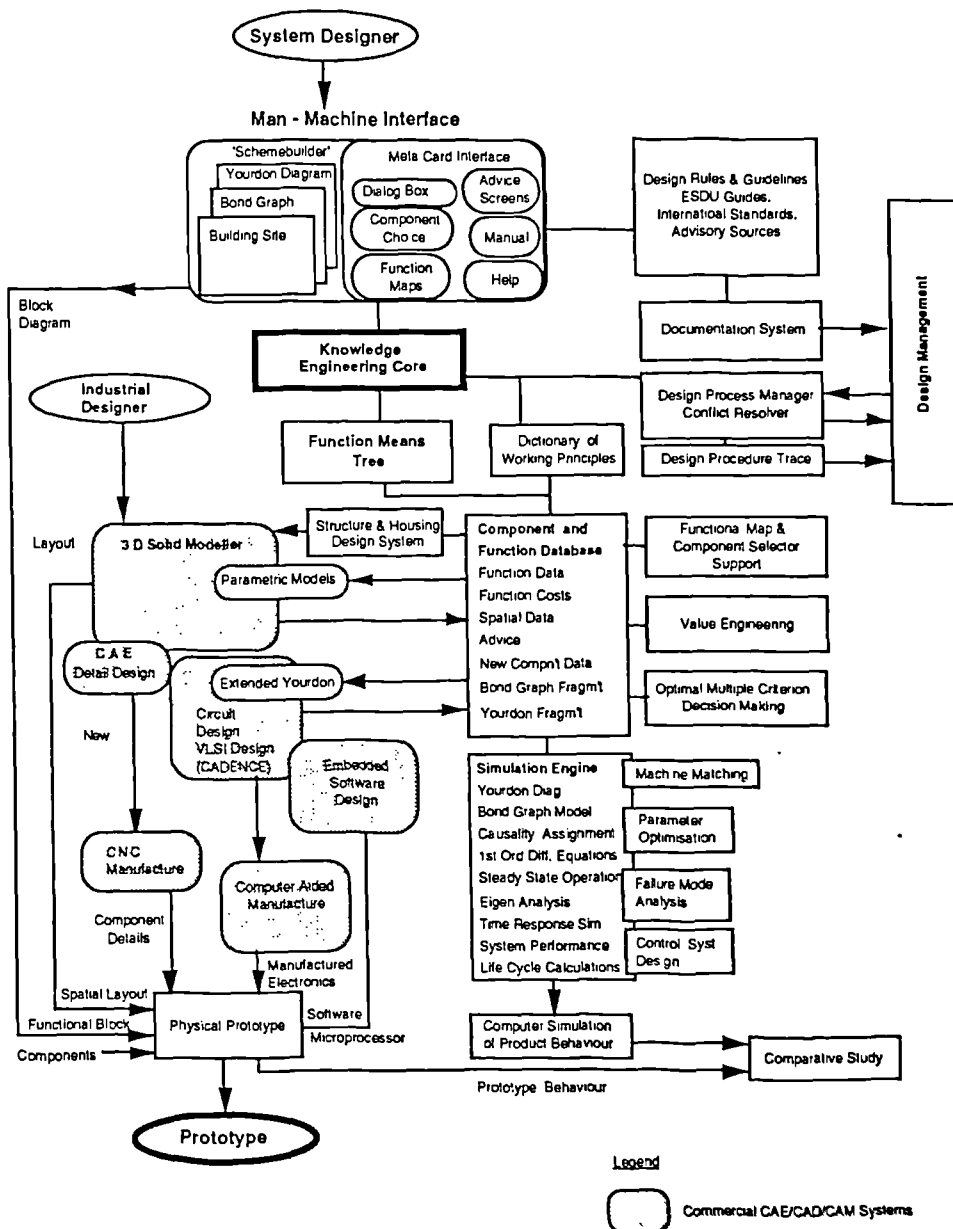 System Designer
Man - Machine Interface
'Schemebuilder'
Yourdon Diagram
Bond Graph
Building Site
Meta Card Interface
Dialog Box
Component
Choice
Function
Maps
Advice
Screens
Manual
Help
Design Rules & Guidelines
ESDU Guides,
Internatioal Standards,
Advisory Sources
Design Management
Block
Diagram
Documentation System
Knowledge
Engineering Core
Industrial
Designer
Design Process Manager
Conflict Resolver
Design Procedure Trace
Function Means
Tree
Dictionary of
Working Principles
Layout
3 D Solid Modeller
Structure & Housing
Design System
Parametric Models
Component and
Function Database
Function Data
Function Costs
Spatial Data
Advice
New Compn't Data
Bond Graph Fragm't
Yourdon Fragm't
Functional Map &
Component Selector
Support
Value Engineering
Optimal Multiple Criterion
Decision Making
C A E
Detail Design
Extended Yourdon
Circuit
Design
VLSI Design
(CADENCE)
New
Embedded
Software
Design
Simulation Engine
Yourdon Diag
Bond Graph Model
Causality Assignment
1st Ord Diff. Equations
Steady State Operation
Eigen Analysis
Time Response Sim
System Performance
Life Cycle Calculations
Machine Matching
Parameter
Optimisation
Failure Mode
Analysis
Control Syst
Design
CNC
Manufacture
Computer Aided
Manufacture
Component
Details
Manufactured
Electronics
Spatial Layout
Functional Block
Components
Physical Prototype
Software
Microprocessor
Computer Simulation
of Product Behaviour
Comparative Study
Prototype Behaviour
Prototype
Legend
Commercial CAE/CAD/CAM Systems